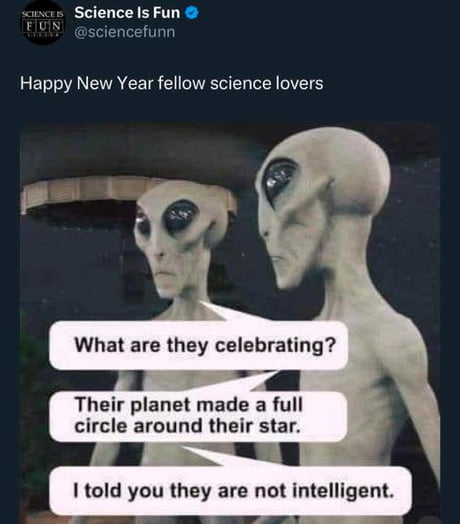 SCIENCE IS
FUN
Science Is Fun
@sciencefunn
Happy New Year fellow science lovers
What are they celebrating?
Their planet made a full
circle around their star.
I told you they are not intelligent.